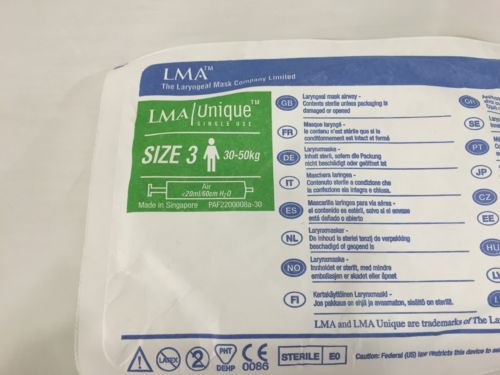 LMA™
The Laryngeal Mask Company Limited
LMA Unique™
SINGLE USE
SIZE 3 30-50kg
Air
<20ml/60cm H₂O
Made in Singapore PAF2200008a-30
GB
Laryngeal mask airway -
Contents sterile unless packaging is
damaged or opened
FR
Masque laryngé -
le contenu n'est stérile que si le
conditionnement est intact et fermé
DE
Larynxmaske -
Inhalt steril, sofern die Packung
nicht beschädigt oder geöffnet ist
IT
Maschera laringea -
Contenuto sterile a condizione che
la confezione sia integra e chiusa
ES
Mascarilla laríngea para vía aérea -
el contenido es estéril, salvo si el envase
está dañado o abierto
NL
Larynxmasker -
De inhoud is steriel tenzij de verpakking
beschadigd of geopend is
NO
Larynxmaske -
Innholdet er sterilt, med mindre
emballasjen er skadet eller åpnet
FI
Kertakäyttöinen Larynxmaski -
Jos pakkaus on ehjä ja avaamaton, sisältö on steriili.
GR
SE
PT
JP
CZ
EE
HU
LMA and LMA Unique are trademarks of The
LATEX
2
PHT
DEHP
CE
0086
STERILE EO
Caution: Federal (US) law restricts this device to